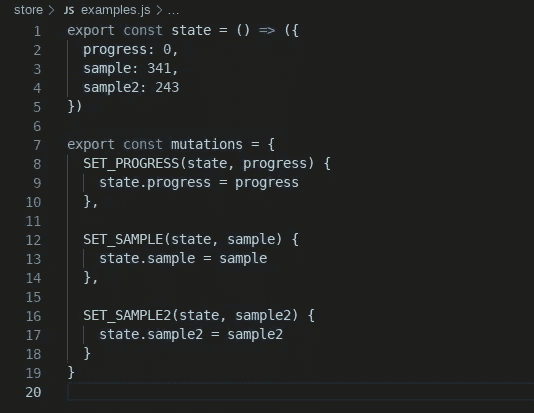 store > JS examples.js > ...
1 export const state = () => ({
2   progress: 0,
3   sample: 341,
4   sample2: 243
5 })
6
7 export const mutations = {
8   SET_PROGRESS(state, progress) {
9     state.progress = progress
10   },
11
12   SET_SAMPLE(state, sample) {
13     state.sample = sample
14   },
15
16   SET_SAMPLE2(state, sample2) {
17     state.sample2 = sample2
18   }
19 }
20